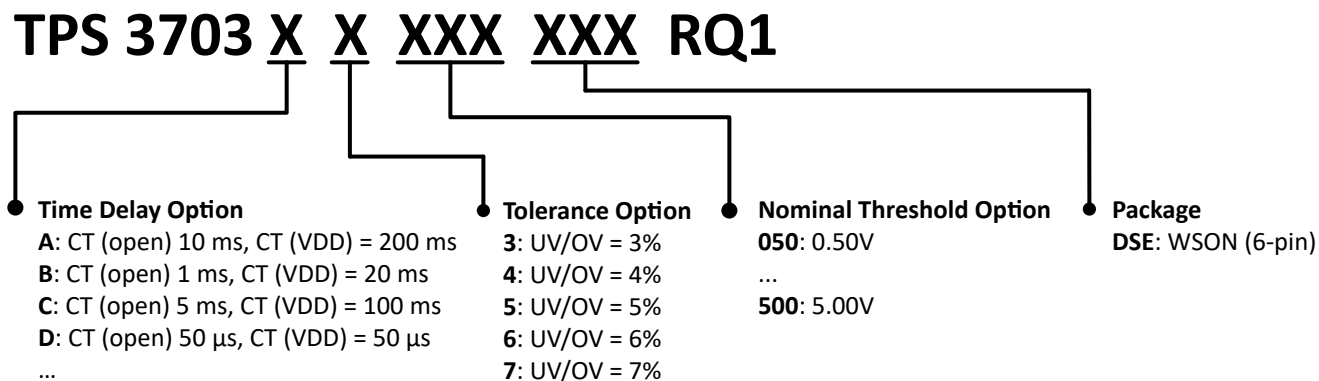 TPS 3703 X X XXX XXX RQ1
Time Delay Option
A: CT (open) 10 ms, CT (VDD) = 200 ms
B: CT (open) 1 ms, CT (VDD) = 20 ms
C: CT (open) 5 ms, CT (VDD) = 100 ms
D: CT (open) 50 µs, CT (VDD) = 50 µs
...
Tolerance Option
3: UV/OV = 3%
4: UV/OV = 4%
5: UV/OV = 5%
6: UV/OV = 6%
7: UV/OV = 7%
Nominal Threshold Option
050: 0.50V
...
500: 5.00V
Package
DSE: WSON (6-pin)